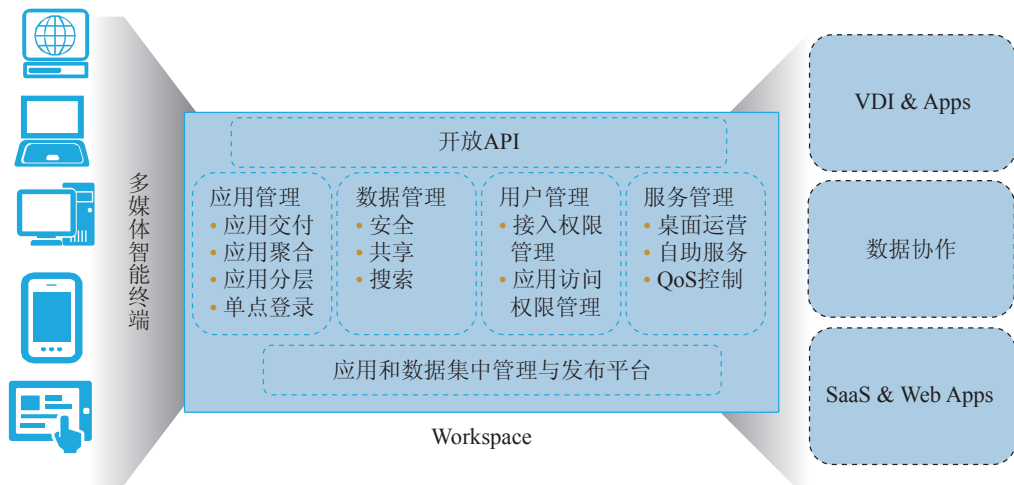 多媒体智能终端
开放API
应用管理
• 应用交付
• 应用聚合
• 应用分层
• 单点登录
数据管理
• 安全
• 共享
• 搜索
用户管理
• 接入权限
管理
• 应用访问
权限管理
服务管理
• 桌面运营
• 自助服务
• QoS控制
应用和数据集中管理与发布平台
Workspace
VDI & Apps
数据协作
SaaS & Web Apps